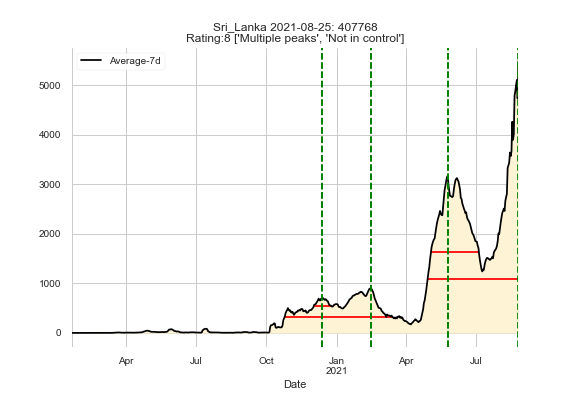 Sri_Lanka 2021-08-25: 407768
Rating:8 ['Multiple peaks', 'Not in control']
Average-7d
5000
4000
3000
2000
1000
0
Apr
Jul
Oct
Jan
2021
Apr
Jul
Date